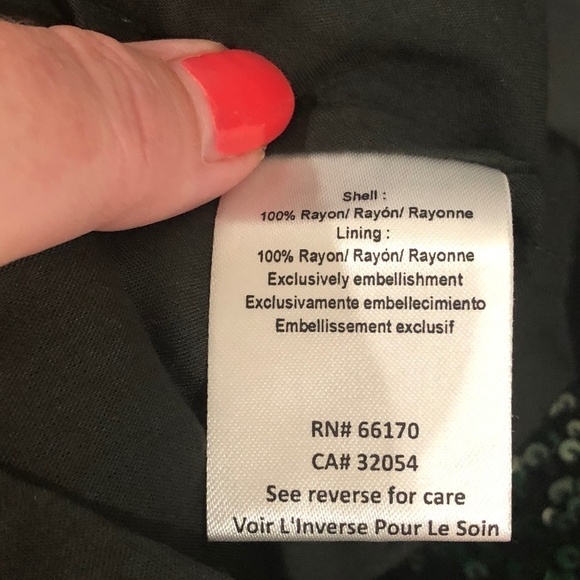 Shell :
100% Rayon/ Rayón/ Rayonne
Lining :
100% Rayon/ Rayón/ Rayonne
Exclusively embellishment
Exclusivamente embellecimiento
Embellissement exclusif
RN# 66170
CA# 32054
See reverse for care
Voir L'Inverse Pour Le Soin